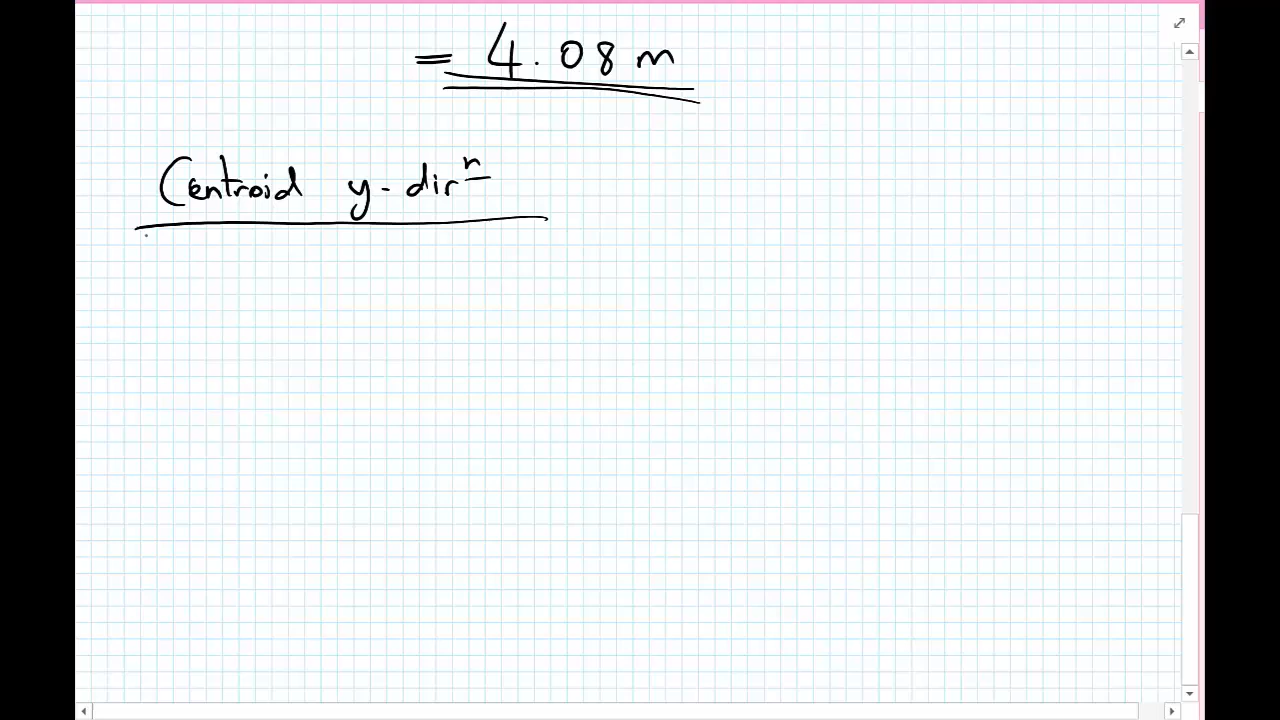 = 4.08 m
Centroid y-dirⁿ